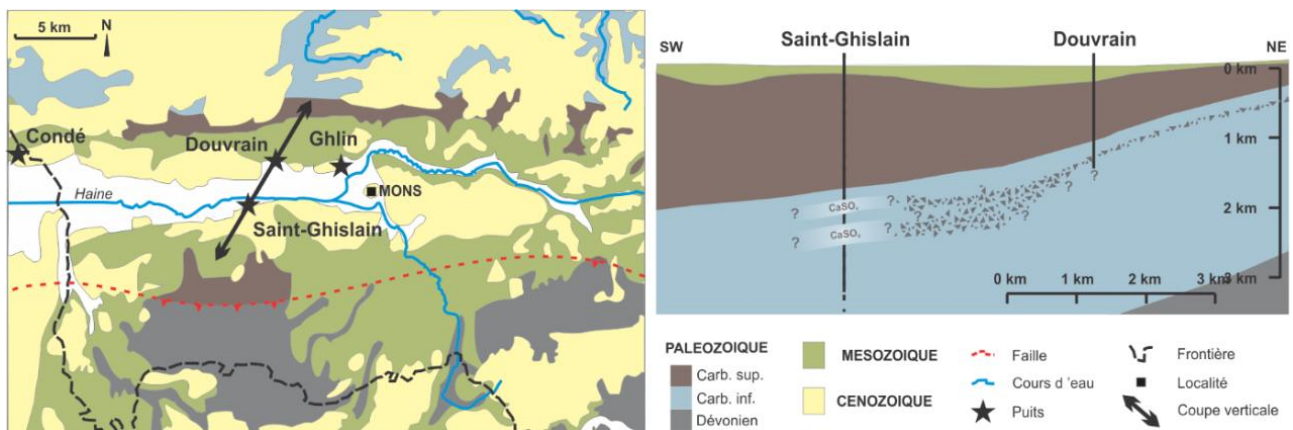 5 km
N
Condé
Douvrain
Ghlin
Haine
MONS
Saint-Ghislain
SW
Saint-Ghislain
Douvrain
NE
0 km
1 km
2 km
3 km
CaSO₄
CaSO₄
? ? ? ? ? ?
0 km 1 km 2 km 3 km
PALEOZOIQUE
Carb. sup.
Carb. inf.
Dévonien
MESOZOIQUE
CENOZOIQUE
Faille
Cours d 'eau
Puits
Frontière
Localité
Coupe verticale